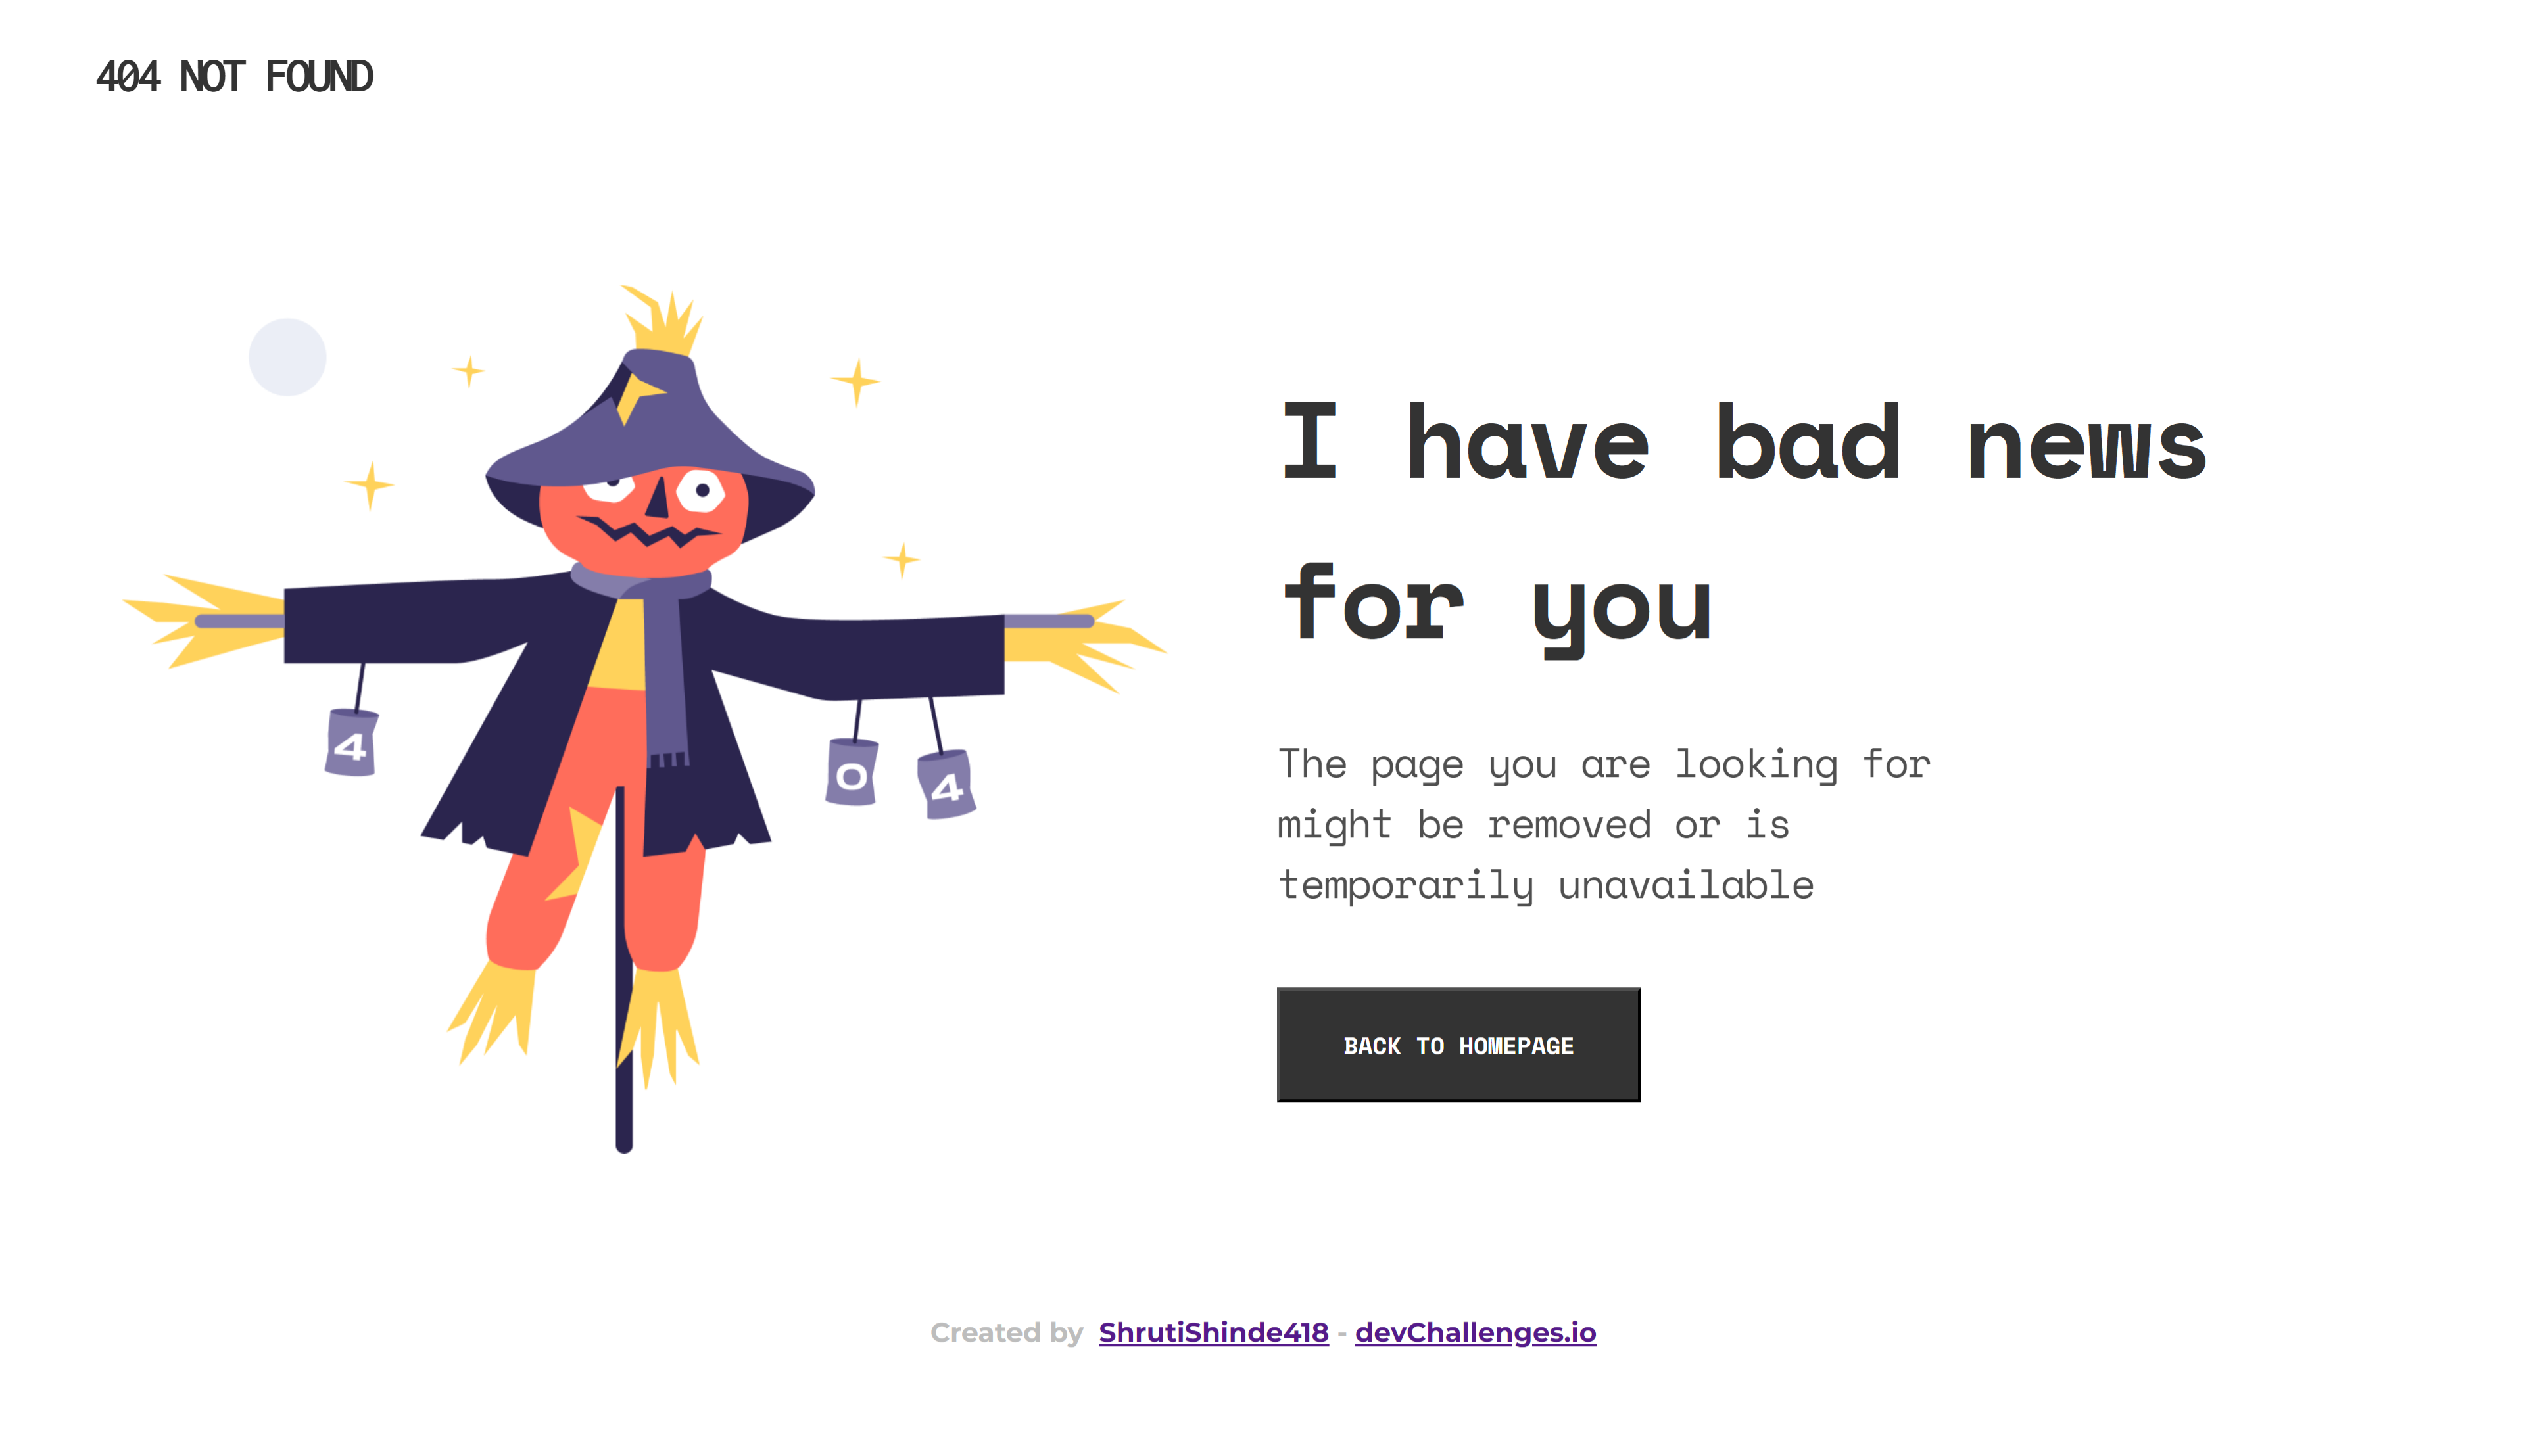 404 NOT FOUND
4
0
4
I have bad news
for you
The page you are looking for
might be removed or is
temporarily unavailable
BACK TO HOMEPAGE
Created by ShrutiShinde418 - devChallenges.io